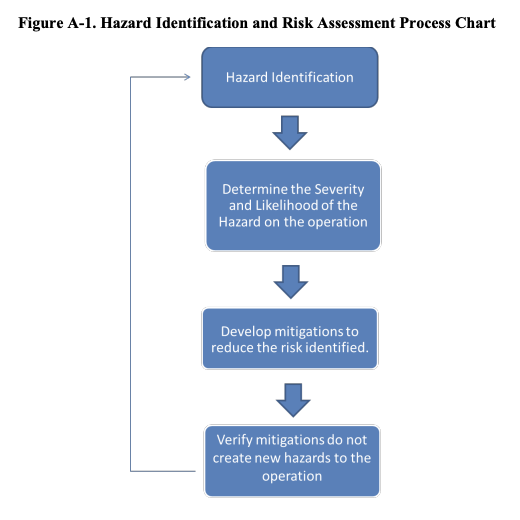 Figure A-1. Hazard Identification and Risk Assessment Process Chart
Hazard Identification
Determine the Severity
and Likelihood of the
Hazard on the operation
Develop mitigations to
reduce the risk identified.
Verify mitigations do not
create new hazards to the
operation